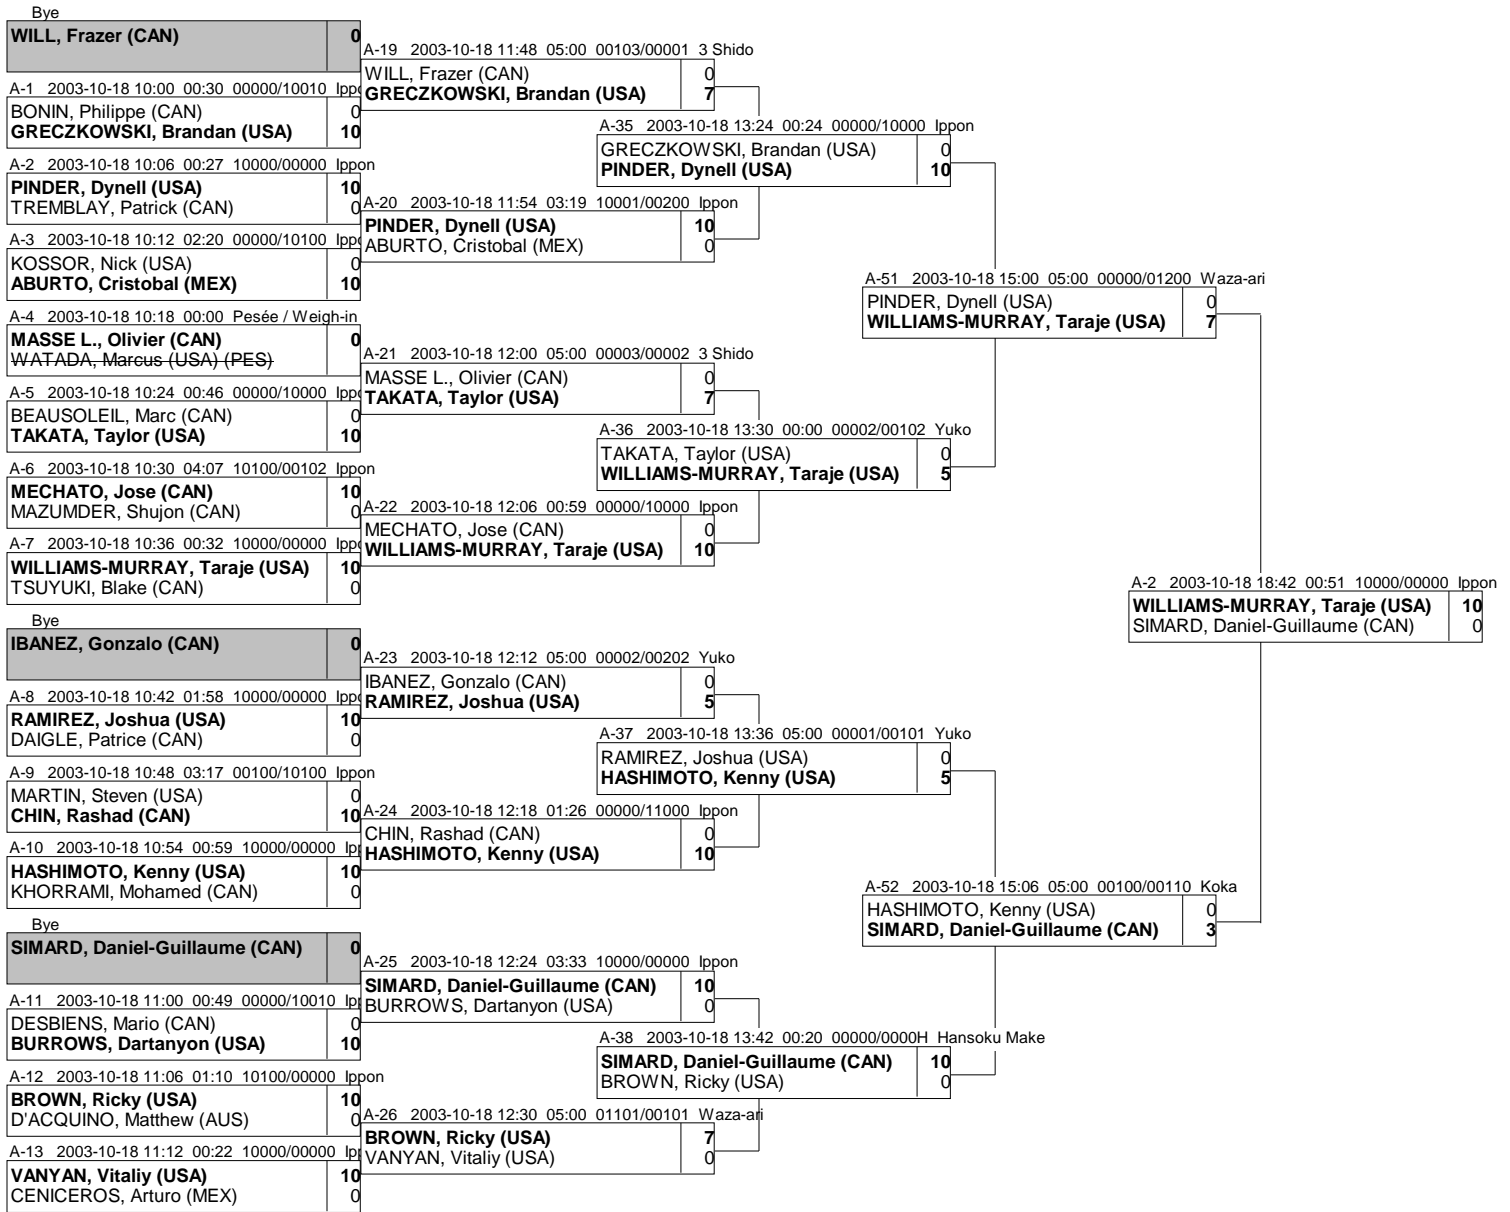 Bye
WILL, Frazer (CAN) 0
A-1 2003-10-18 10:00 00:30 00000/10010 Ippo
BONIN, Philippe (CAN) 0
GRECZKOWSKI, Brandan (USA) 10
A-2 2003-10-18 10:06 00:27 10000/00000 Ippon
PINDER, Dynell (USA) 10
TREMBLAY, Patrick (CAN) 0
A-3 2003-10-18 10:12 02:20 00000/10100 Ippo
KOSSOR, Nick (USA) 0
ABURTO, Cristobal (MEX) 10
A-4 2003-10-18 10:18 00:00 Pesée / Weigh-in
MASSE L., Olivier (CAN) 0
WATADA, Marcus (USA) (PES)
A-5 2003-10-18 10:24 00:46 00000/10000 Ippo
BEAUSOLEIL, Marc (CAN) 0
TAKATA, Taylor (USA) 10
A-6 2003-10-18 10:30 04:07 10100/00102 Ippon
MECHATO, Jose (CAN) 10
MAZUMDER, Shujon (CAN) 0
A-7 2003-10-18 10:36 00:32 10000/00000 Ippo
WILLIAMS-MURRAY, Taraje (USA) 10
TSUYUKI, Blake (CAN) 0
Bye
IBANEZ, Gonzalo (CAN) 0
A-8 2003-10-18 10:42 01:58 10000/00000 Ippo
RAMIREZ, Joshua (USA) 10
DAIGLE, Patrice (CAN) 0
A-9 2003-10-18 10:48 03:17 00100/10100 Ippon
MARTIN, Steven (USA) 0
CHIN, Rashad (CAN) 10
A-10 2003-10-18 10:54 00:59 10000/00000 Ipp
HASHIMOTO, Kenny (USA) 10
KHORRAMI, Mohamed (CAN) 0
Bye
SIMARD, Daniel-Guillaume (CAN) 0
A-11 2003-10-18 11:00 00:49 00000/10010 Ipp
DESBIENS, Mario (CAN) 0
BURROWS, Dartanyon (USA) 10
A-12 2003-10-18 11:06 01:10 10100/00000 Ippon
BROWN, Ricky (USA) 10
D'ACQUINO, Matthew (AUS) 0
A-13 2003-10-18 11:12 00:22 10000/00000 Ipp
VANYAN, Vitaliy (USA) 10
CENICEROS, Arturo (MEX) 0
A-19 2003-10-18 11:48 05:00 00103/00001 3 Shido
WILL, Frazer (CAN) 0
GRECZKOWSKI, Brandan (USA) 7
A-20 2003-10-18 11:54 03:19 10001/00200 Ippon
PINDER, Dynell (USA) 10
ABURTO, Cristobal (MEX) 0
A-21 2003-10-18 12:00 05:00 00003/00002 3 Shido
MASSE L., Olivier (CAN) 0
TAKATA, Taylor (USA) 7
A-22 2003-10-18 12:06 00:59 00000/10000 Ippon
MECHATO, Jose (CAN) 0
WILLIAMS-MURRAY, Taraje (USA) 10
A-23 2003-10-18 12:12 05:00 00002/00202 Yuko
IBANEZ, Gonzalo (CAN) 0
RAMIREZ, Joshua (USA) 5
A-24 2003-10-18 12:18 01:26 00000/11000 Ippon
CHIN, Rashad (CAN) 0
HASHIMOTO, Kenny (USA) 10
A-25 2003-10-18 12:24 03:33 10000/00000 Ippon
SIMARD, Daniel-Guillaume (CAN) 10
BURROWS, Dartanyon (USA) 0
A-26 2003-10-18 12:30 05:00 01101/00101 Waza-ari
BROWN, Ricky (USA) 7
VANYAN, Vitaliy (USA) 0
A-35 2003-10-18 13:24 00:24 00000/10000 Ippon
GRECZKOWSKI, Brandan (USA) 0
PINDER, Dynell (USA) 10
A-36 2003-10-18 13:30 00:00 00002/00102 Yuko
TAKATA, Taylor (USA) 0
WILLIAMS-MURRAY, Taraje (USA) 5
A-37 2003-10-18 13:36 05:00 00001/00101 Yuko
RAMIREZ, Joshua (USA) 0
HASHIMOTO, Kenny (USA) 5
A-38 2003-10-18 13:42 00:20 00000/0000H Hansoku Make
SIMARD, Daniel-Guillaume (CAN) 10
BROWN, Ricky (USA) 0
A-51 2003-10-18 15:00 05:00 00000/01200 Waza-ari
PINDER, Dynell (USA) 0
WILLIAMS-MURRAY, Taraje (USA) 7
A-52 2003-10-18 15:06 05:00 00100/00110 Koka
HASHIMOTO, Kenny (USA) 0
SIMARD, Daniel-Guillaume (CAN) 3
A-2 2003-10-18 18:42 00:51 10000/00000 Ippon
WILLIAMS-MURRAY, Taraje (USA) 10
SIMARD, Daniel-Guillaume (CAN) 0